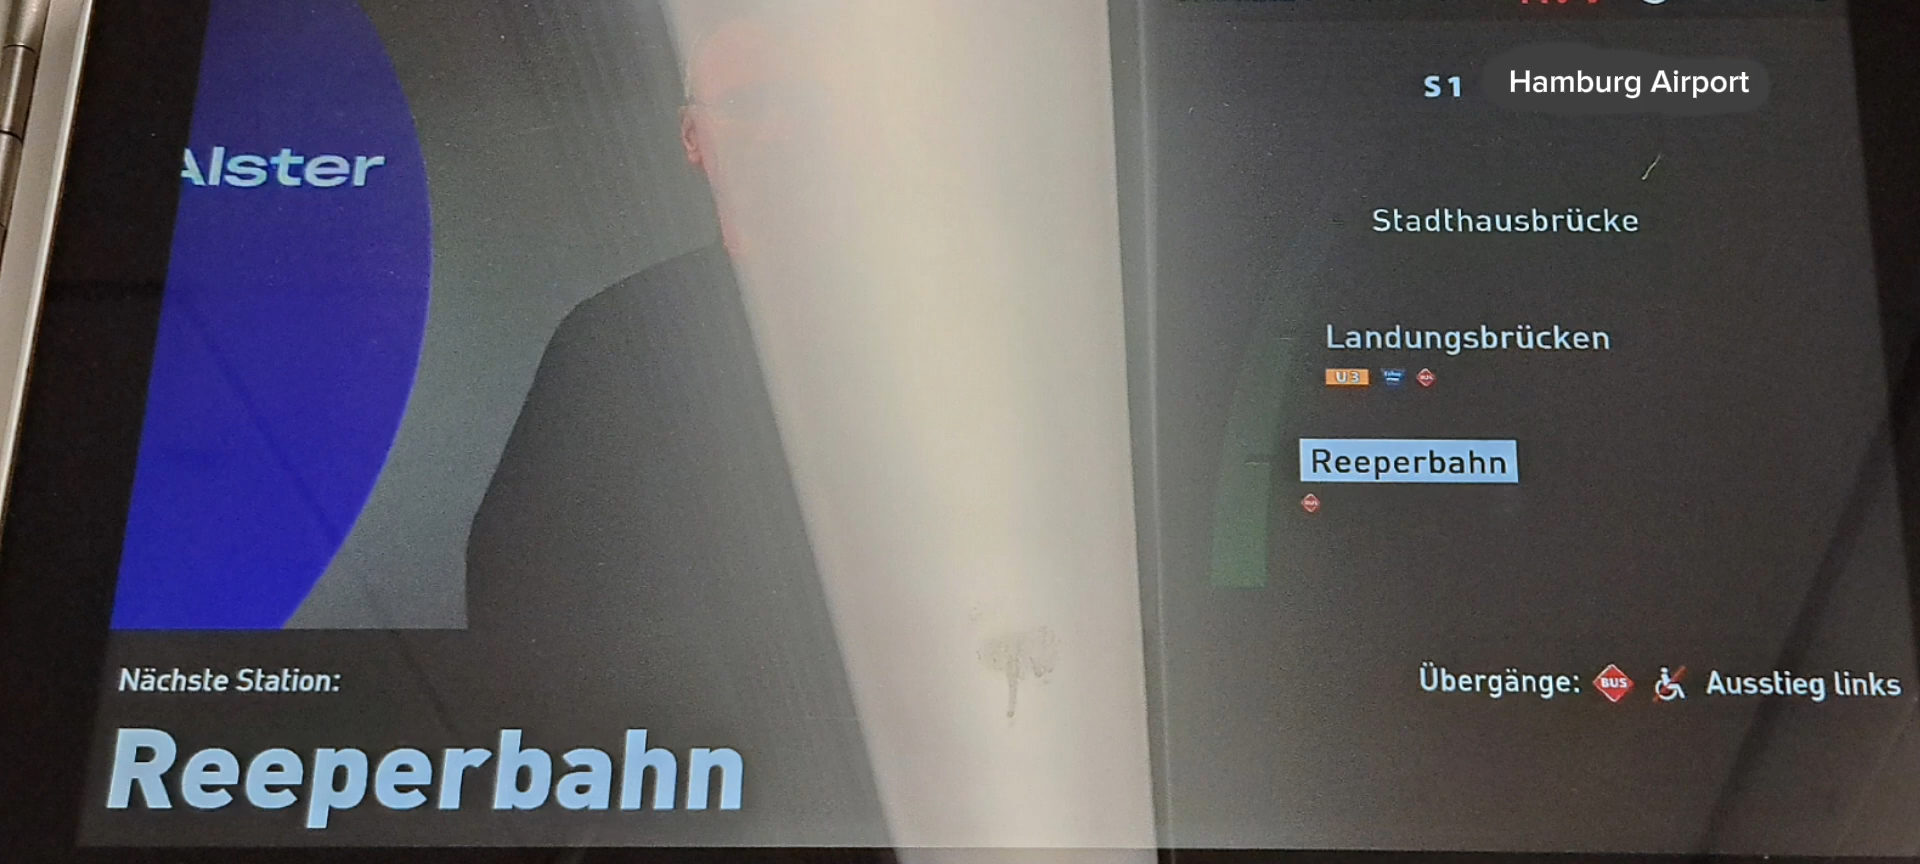 Alster
Nächste Station:
Reeperbahn
S1 Hamburg Airport
Stadthausbrücke
Landungsbrücken
U3
Reeperbahn
Übergänge: BUS Ausstieg links